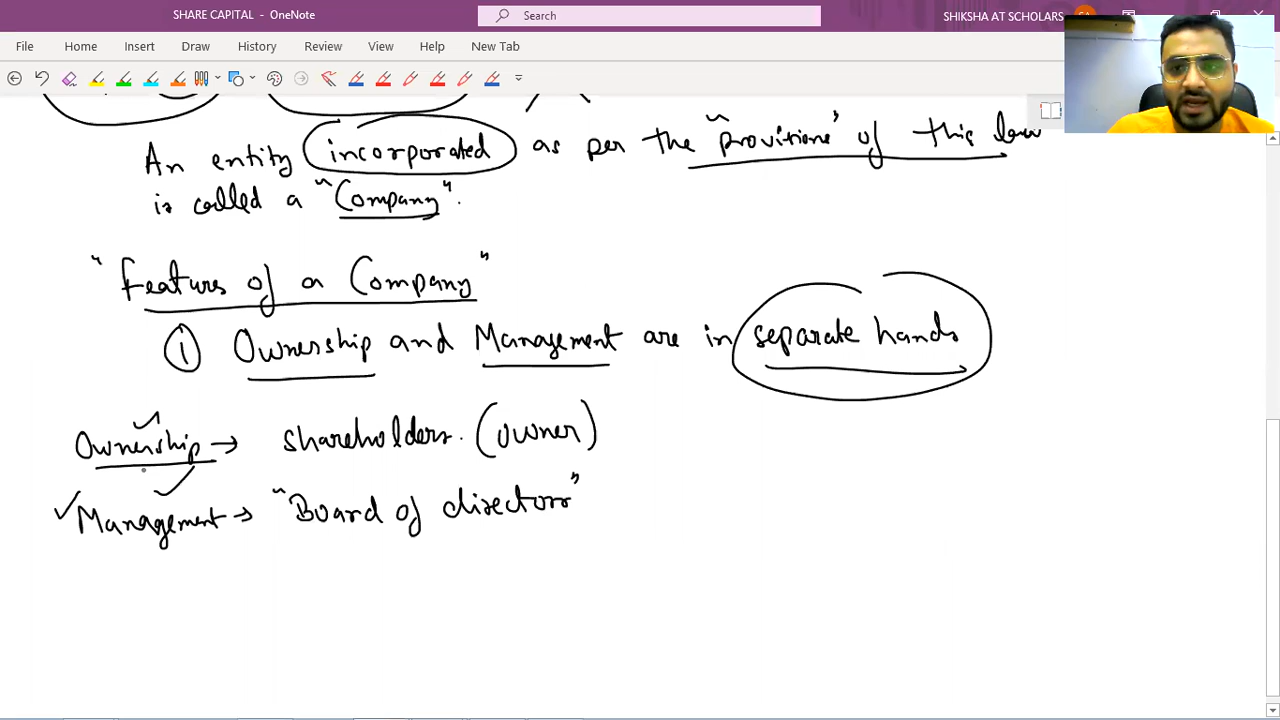 SHARE CAPITAL - OneNote
Search
SHIKSHA AT SCHOLARS
File Home Insert Draw History Review View Help New Tab
An entity incorporated as per the "provitions" of this law
is called a "Company".
"Features of a Company"
① Ownership and Management are in separate hands
Ownership → shareholders. (owner)
Management → "Board of directors"